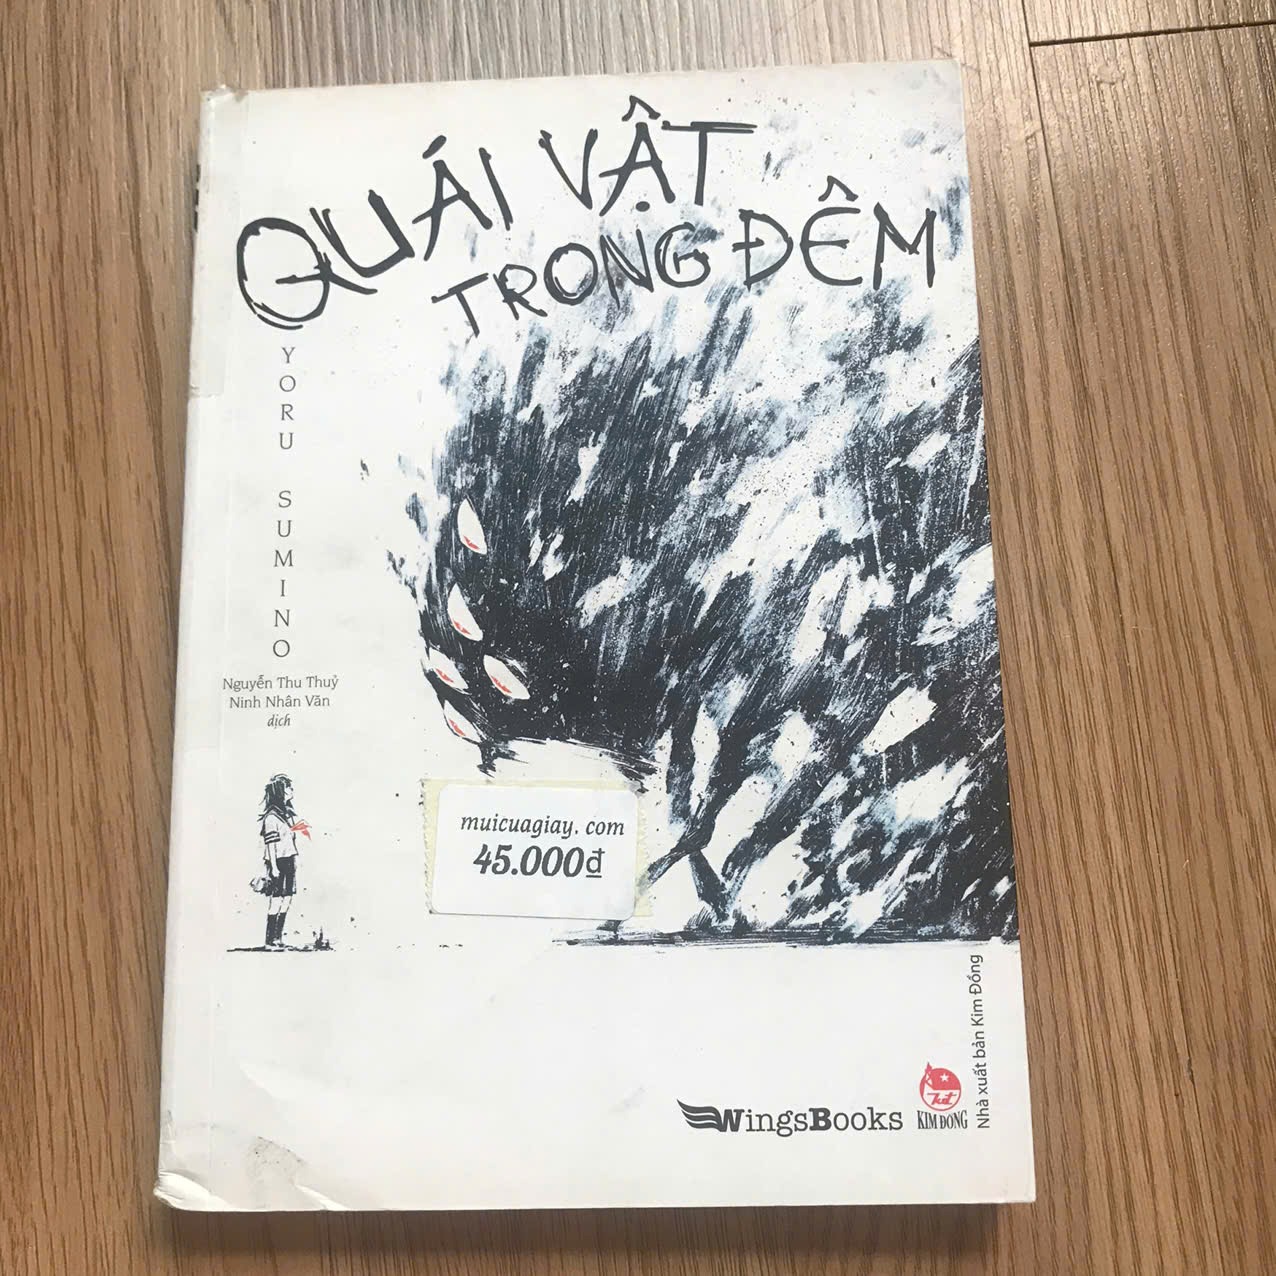 QUÁI VẬT
TRONG ĐÊM
YORU SUMINO
Nguyễn Thu Thuỷ
Ninh Nhân Văn
dịch
muicuagiay.com
45.000₫
WingsBooks
KIM ĐỒNG
Nhà xuất bản Kim Đồng